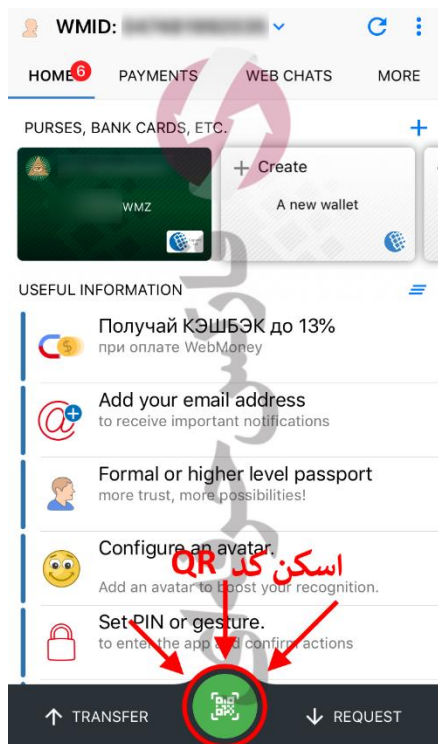 WMID:
HOME 6 PAYMENTS WEB CHATS MORE
PURSES, BANK CARDS, ETC.
+ Create
A new wallet
WMZ
USEFUL INFORMATION
Получай КЭШБЭК до 13%
при оплате WebMoney
Add your email address
to receive important notifications
Formal or higher level passport
more trust, more possibilities!
Configure an avatar.
اسکن کد QR
Add an avatar to boost your recognition.
Set PIN or gesture.
to enter the app and confirm actions
TRANSFER REQUEST